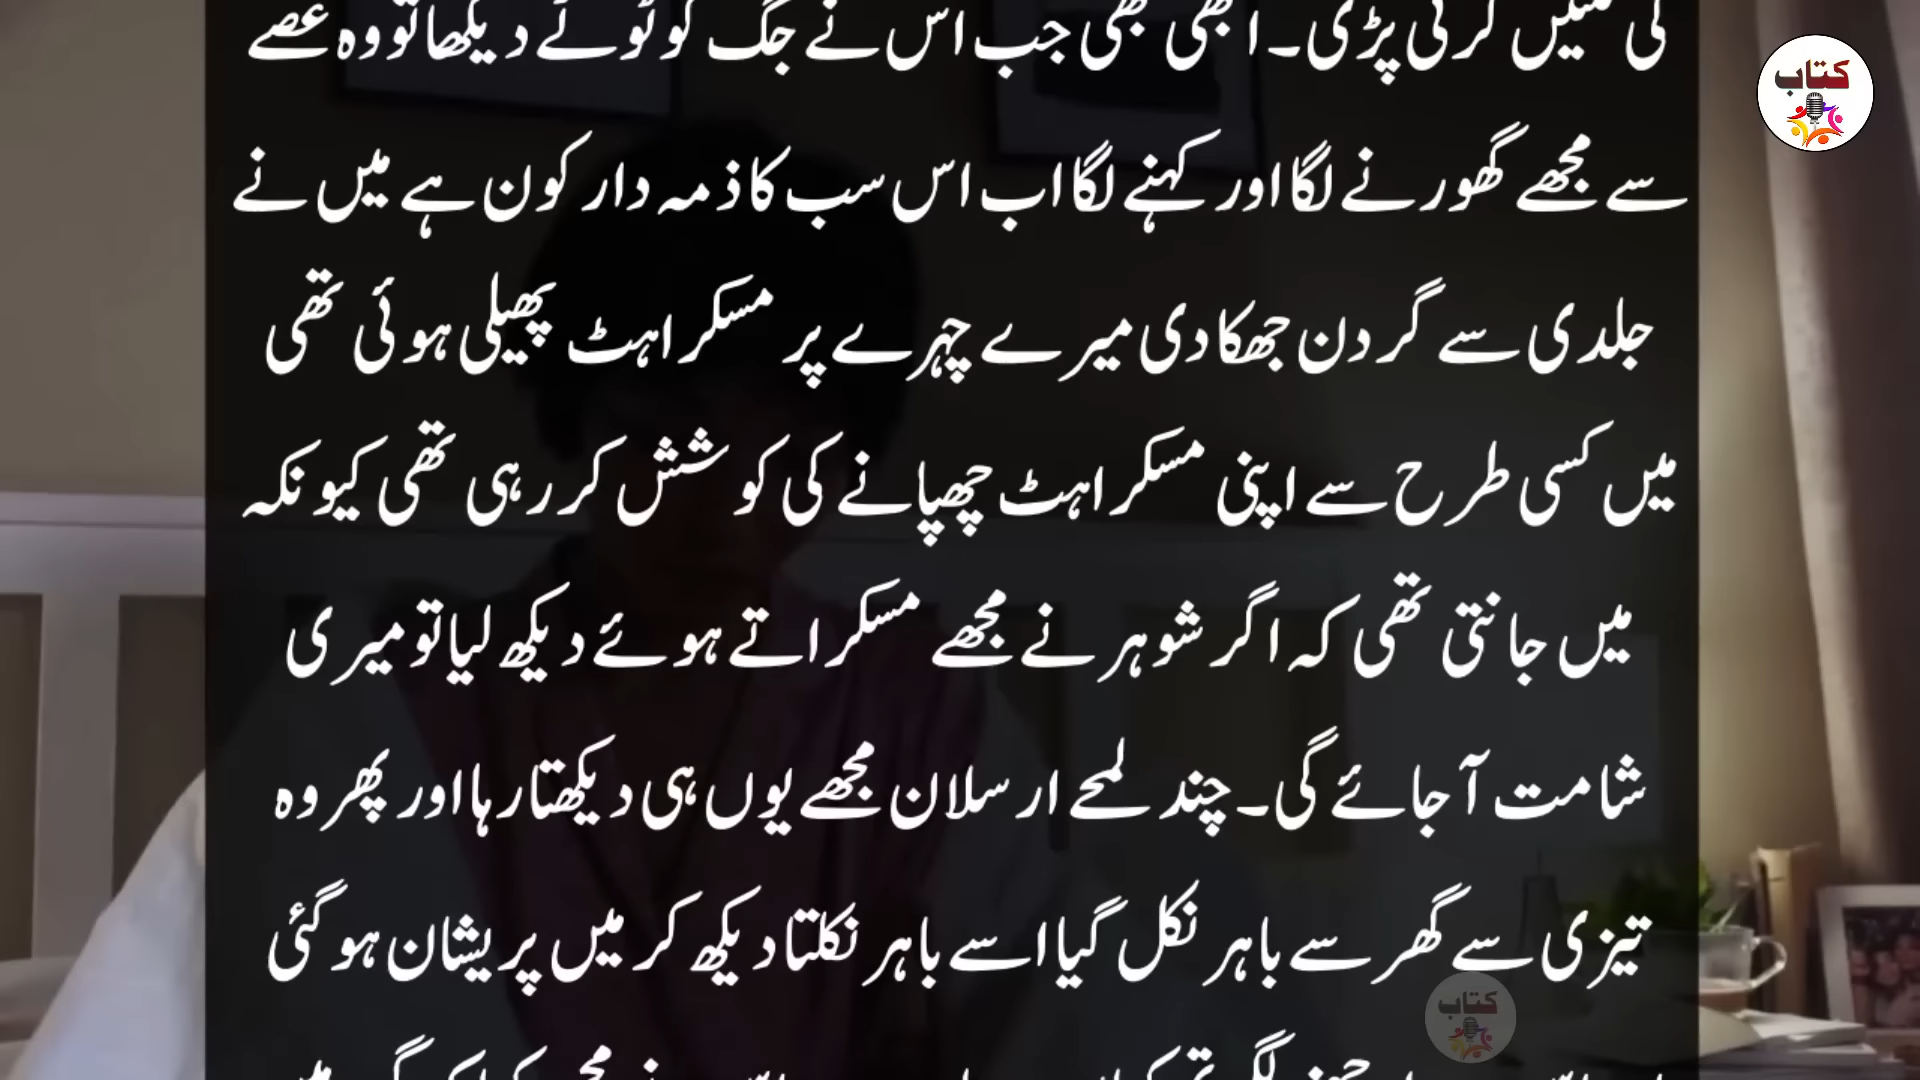 کتاب
کرنی پڑی۔ ابھی بھی جب اس نے جگ کو ٹوٹے دیکھا تو وہ غصے
سے مجھے گھورنے لگا اور کہنے لگا اب اس سب کا ذمہ دار کون ہے میں نے
جلدی سے گردن جھکا دی میرے چہرے پر مسکراہٹ پھیلی ہوئی تھی
میں کسی طرح سے اپنی مسکراہٹ چھپانے کی کوشش کر رہی تھی کیونکہ
میں جانتی تھی کہ اگر شوہر نے مجھے مسکراتے ہوئے دیکھ لیا تو میری
شامت آجائے گی۔ چند لمحے ارسلان مجھے یوں ہی دیکھتا رہا اور پھر وہ
تیزی سے گھر سے باہر نکل گیا اسے باہر نکلتا دیکھ کر میں پریشان ہو گئی
کتاب